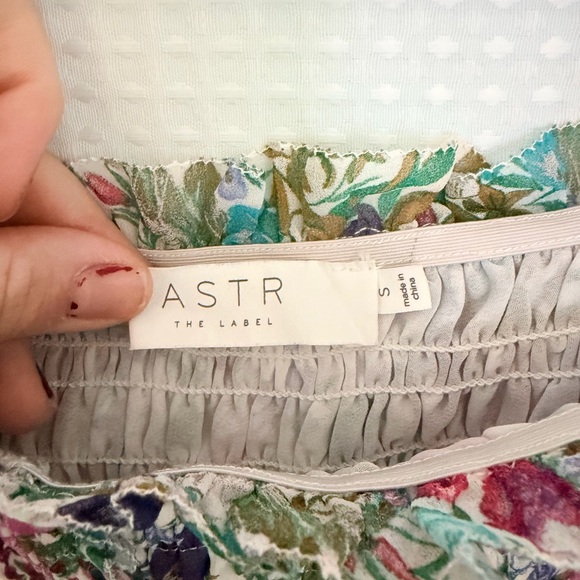 ASTR
THE LABEL
S
made in
china